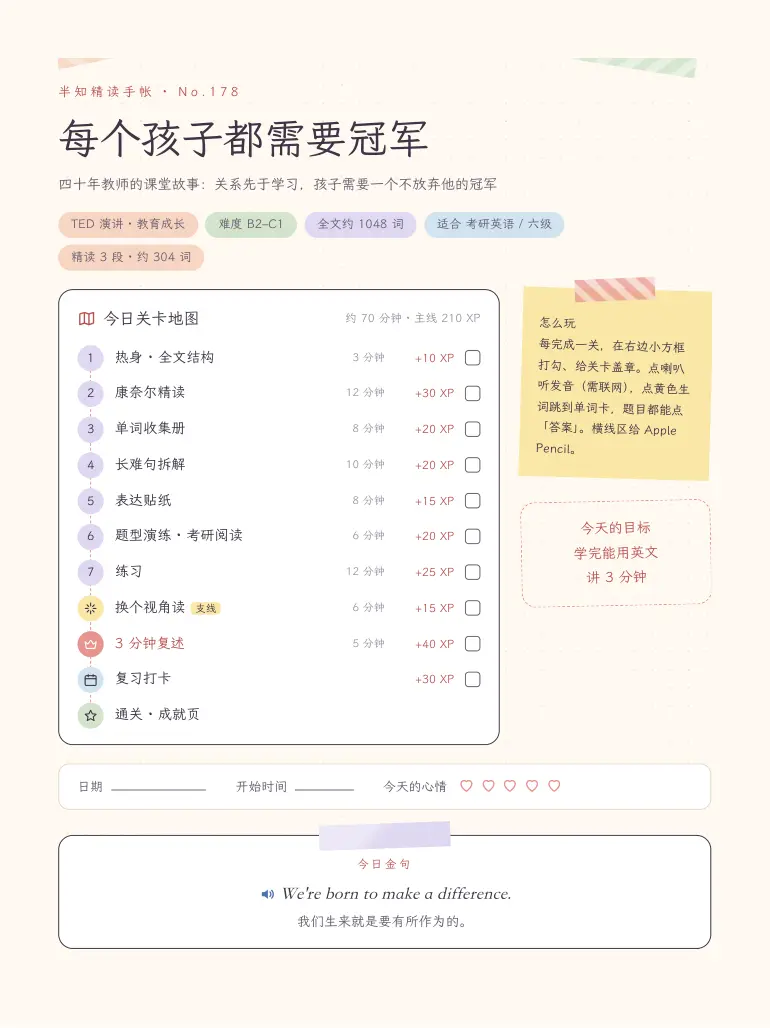 半知精读手帐 · No.178
每个孩子都需要冠军
四十年教师的课堂故事：关系先于学习，孩子需要一个不放弃他的冠军
TED 演讲·教育成长
难度 B2–C1
全文约 1048 词
适合 考研英语 / 六级
精读 3 段·约 304 词
今日关卡地图
约 70 分钟·主线 210 XP
1 热身·全文结构 3 分钟 +10 XP
2 康奈尔精读 12 分钟 +30 XP
3 单词收集册 8 分钟 +20 XP
4 长难句拆解 10 分钟 +20 XP
5 表达贴纸 8 分钟 +15 XP
6 题型演练·考研阅读 6 分钟 +20 XP
7 练习 12 分钟 +25 XP
换个视角读 支线 6 分钟 +15 XP
3 分钟复述 5 分钟 +40 XP
复习打卡 +30 XP
通关·成就页
怎么玩
每完成一关，在右边小方框
打勾、给关卡盖章。点喇叭
听发音（需联网），点黄色生
词跳到单词卡，题目都能点
「答案」。横线区给 Apple
Pencil。
今天的目标
学完能用英文
讲 3 分钟
日期 开始时间 今天的心情
今日金句
We're born to make a difference.
我们生来就是要有所作为的。